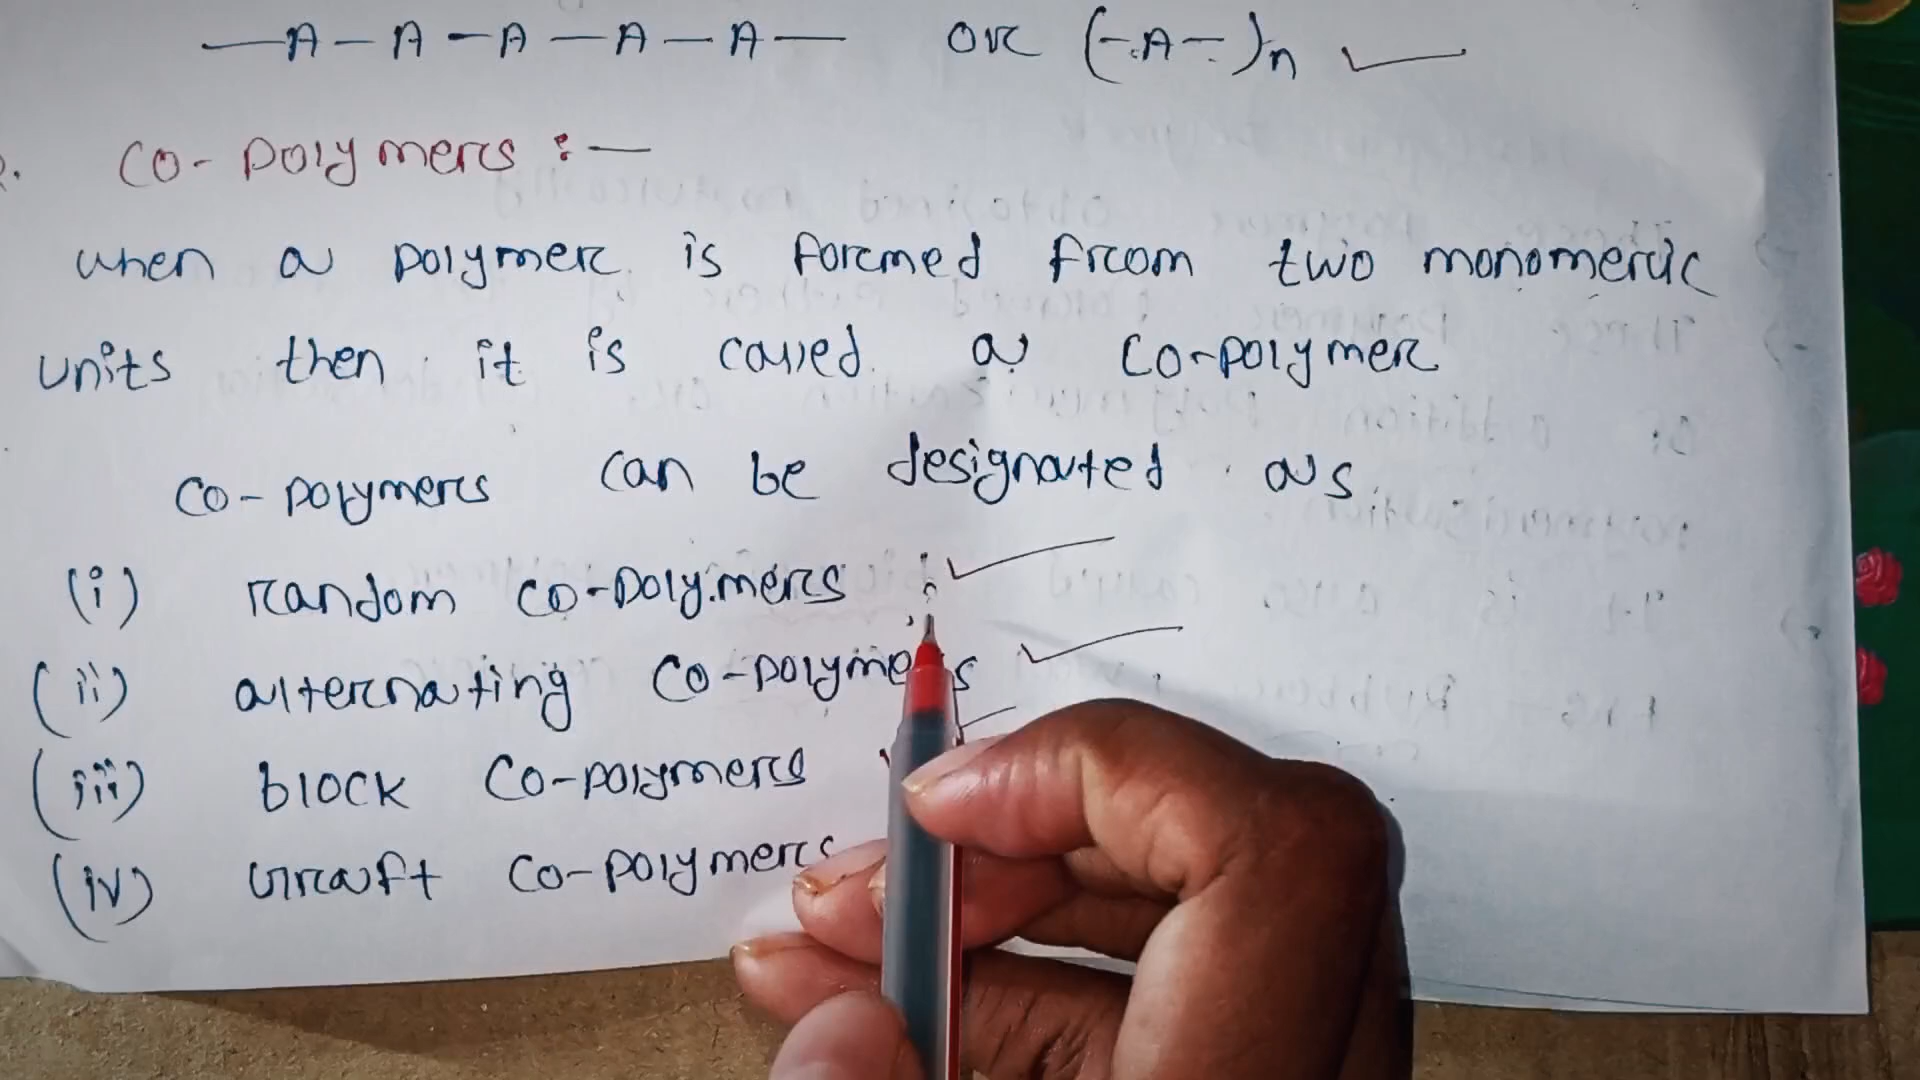 —A—A—A—A—A— or (-A-)n
Co-polymers :—
when a polymer is formed from two monomeric
units then it is called a co-polymer
co-polymers can be designated as
(i) random co-polymers :
(ii) alternating co-polymers
(iii) block co-polymers
(iv) Graft co-polymers